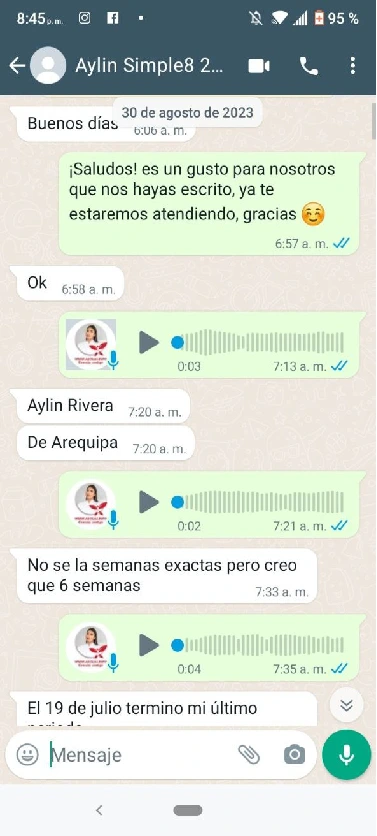 8:45 p.m. 95 %
Aylin Simple8 2...
30 de agosto de 2023
Buenos días
6:06 a. m.
¡Saludos! es un gusto para nosotros
que nos hayas escrito, ya te
estaremos atendiendo, gracias ☺️
6:57 a. m.
Ok 6:58 a. m.
0:03 7:13 a. m.
Aylin Rivera 7:20 a. m.
De Arequipa 7:20 a. m.
0:02 7:21 a. m.
No se la semanas exactas pero creo
que 6 semanas 7:33 a. m.
0:04 7:35 a. m.
El 19 de julio termino mi último
periodo
Mensaje